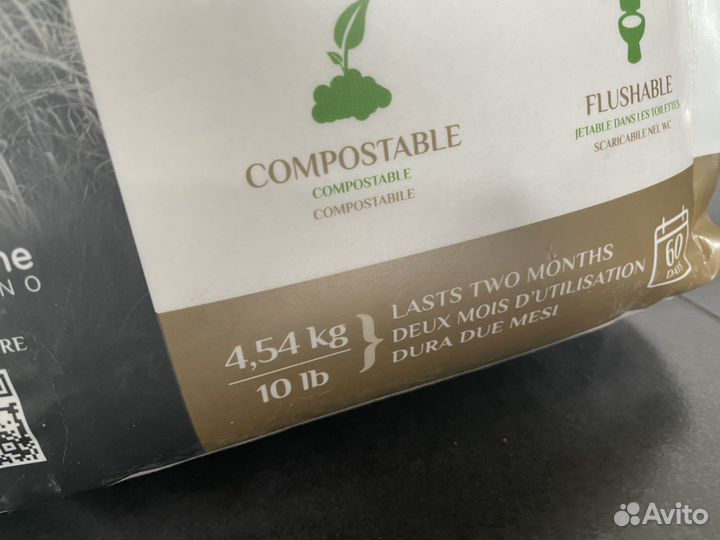 COMPOSTABLE
COMPOSTABLE
COMPOSTABILE
FLUSHABLE
JETABLE DANS LES TOILETTES
SCARICABILE NEL WC
4,54 kg
10 lb
LASTS TWO MONTHS
DEUX MOIS D'UTILISATION
DURA DUE MESI
60
DAYS
Avito